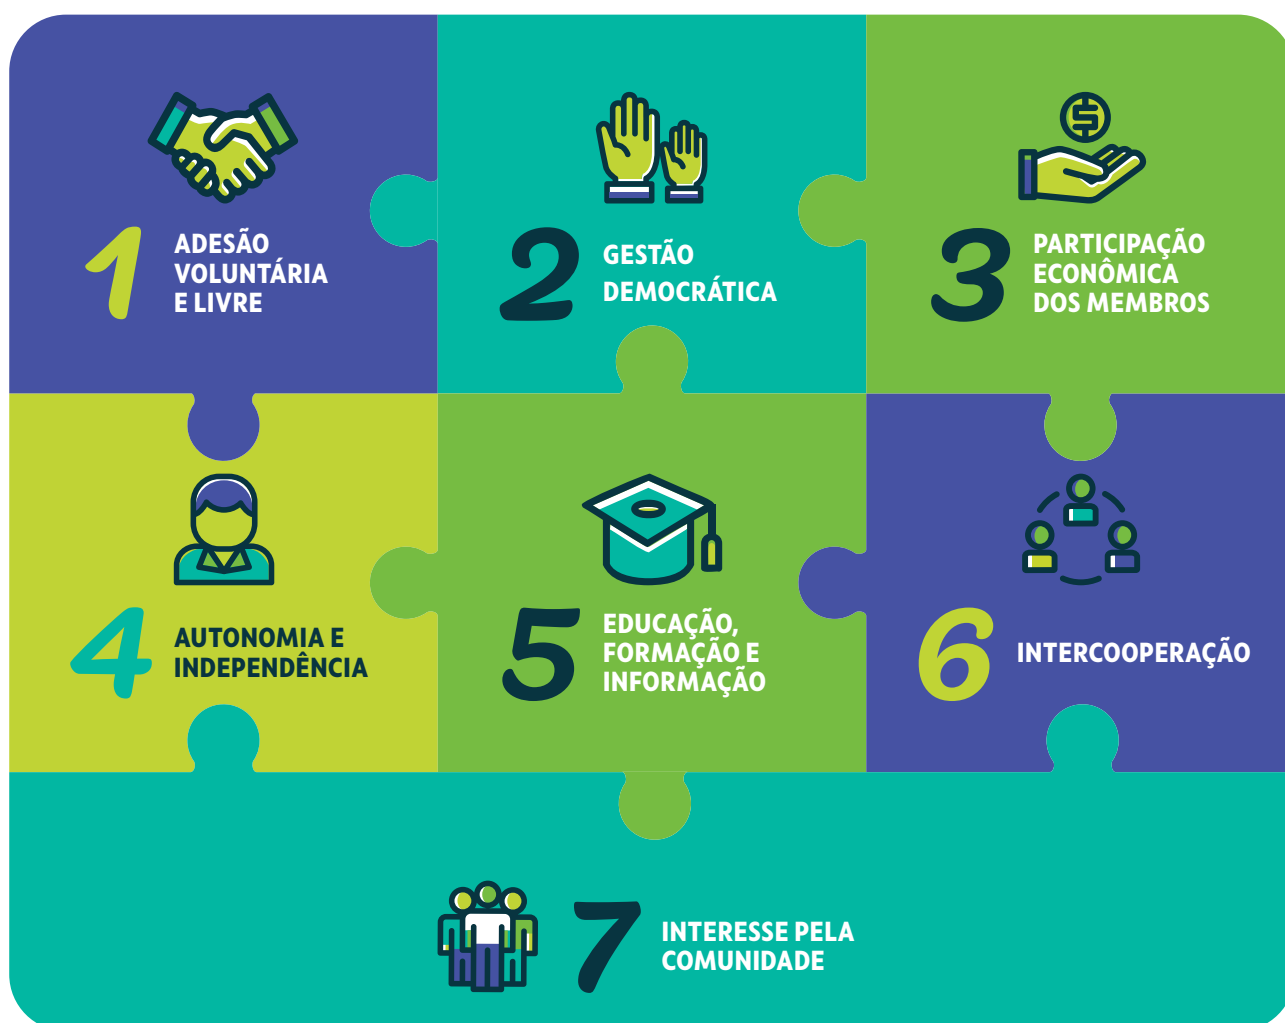 1
ADESÃO
VOLUNTÁRIA
E LIVRE
2
GESTÃO
DEMOCRÁTICA
3
PARTICIPAÇÃO
ECONÔMICA
DOS MEMBROS
4
AUTONOMIA E
INDEPENDÊNCIA
5
EDUCAÇÃO,
FORMAÇÃO E
INFORMAÇÃO
6
INTERCOOPERAÇÃO
7
INTERESSE PELA
COMUNIDADE